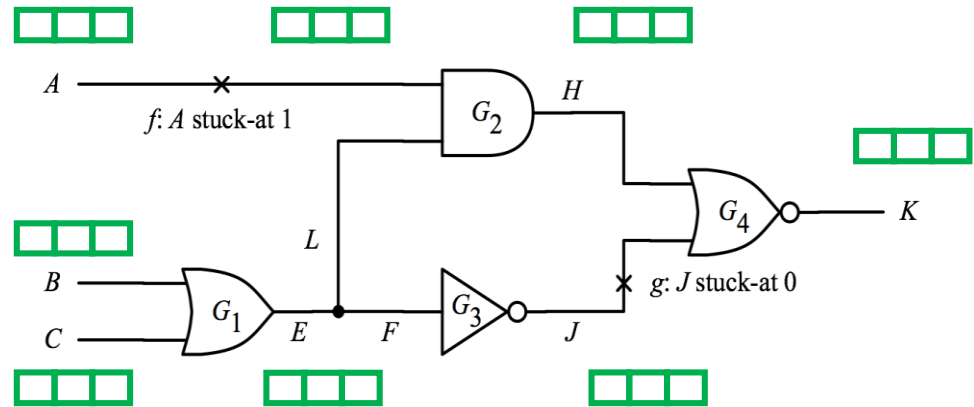 A
G2
H
f: A stuck-at 1
G4
K
L
B
G1
G3
g: J stuck-at 0
C
E
F
J